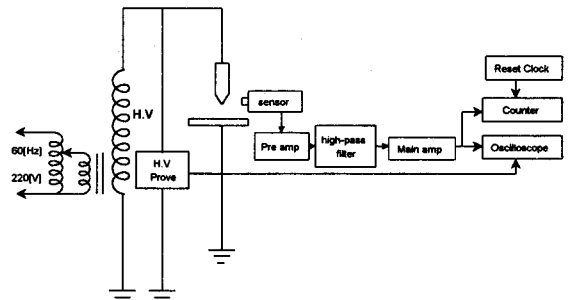 Reset Clock
H.V
sensor
Counter
60[Hz]
high-pass
filter
Pre amp
Main amp
Oscilloscope
H.V
Prove
220[V]